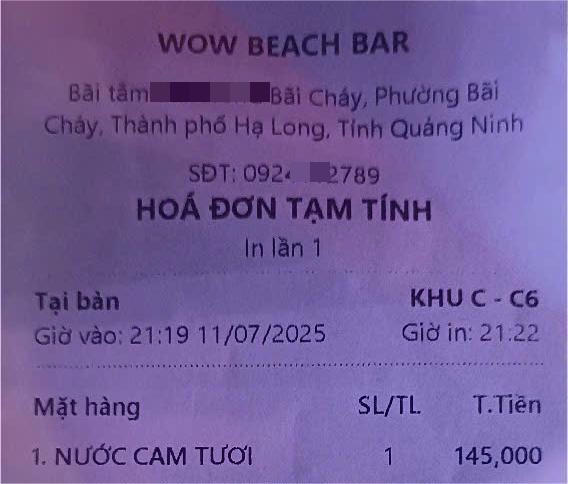 WOW BEACH BAR
Bãi tắm Bãi Cháy, Phường Bãi
Cháy, Thành phố Hạ Long, Tỉnh Quảng Ninh
SĐT: 092 2789
HOÁ ĐƠN TẠM TÍNH
In lần 1
Tại bàn KHU C - C6
Giờ vào: 21:19 11/07/2025 Giờ in: 21:22
Mặt hàng SL/TL T.Tiền
1. NƯỚC CAM TƯƠI 1 145,000